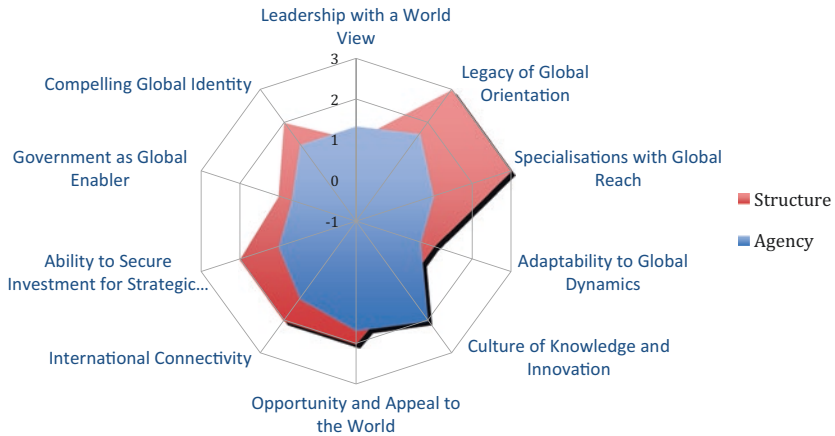 Leadership with a World
View
3
Compelling Global Identity
Legacy of Global
Orientation
2
1
Government as Global
Enabler
Specialisations with Global
Reach
0
Structure
-1
Agency
Ability to Secure
Investment for Strategic...
Adaptability to Global
Dynamics
International Connectivity
Culture of Knowledge and
Innovation
Opportunity and Appeal to
the World